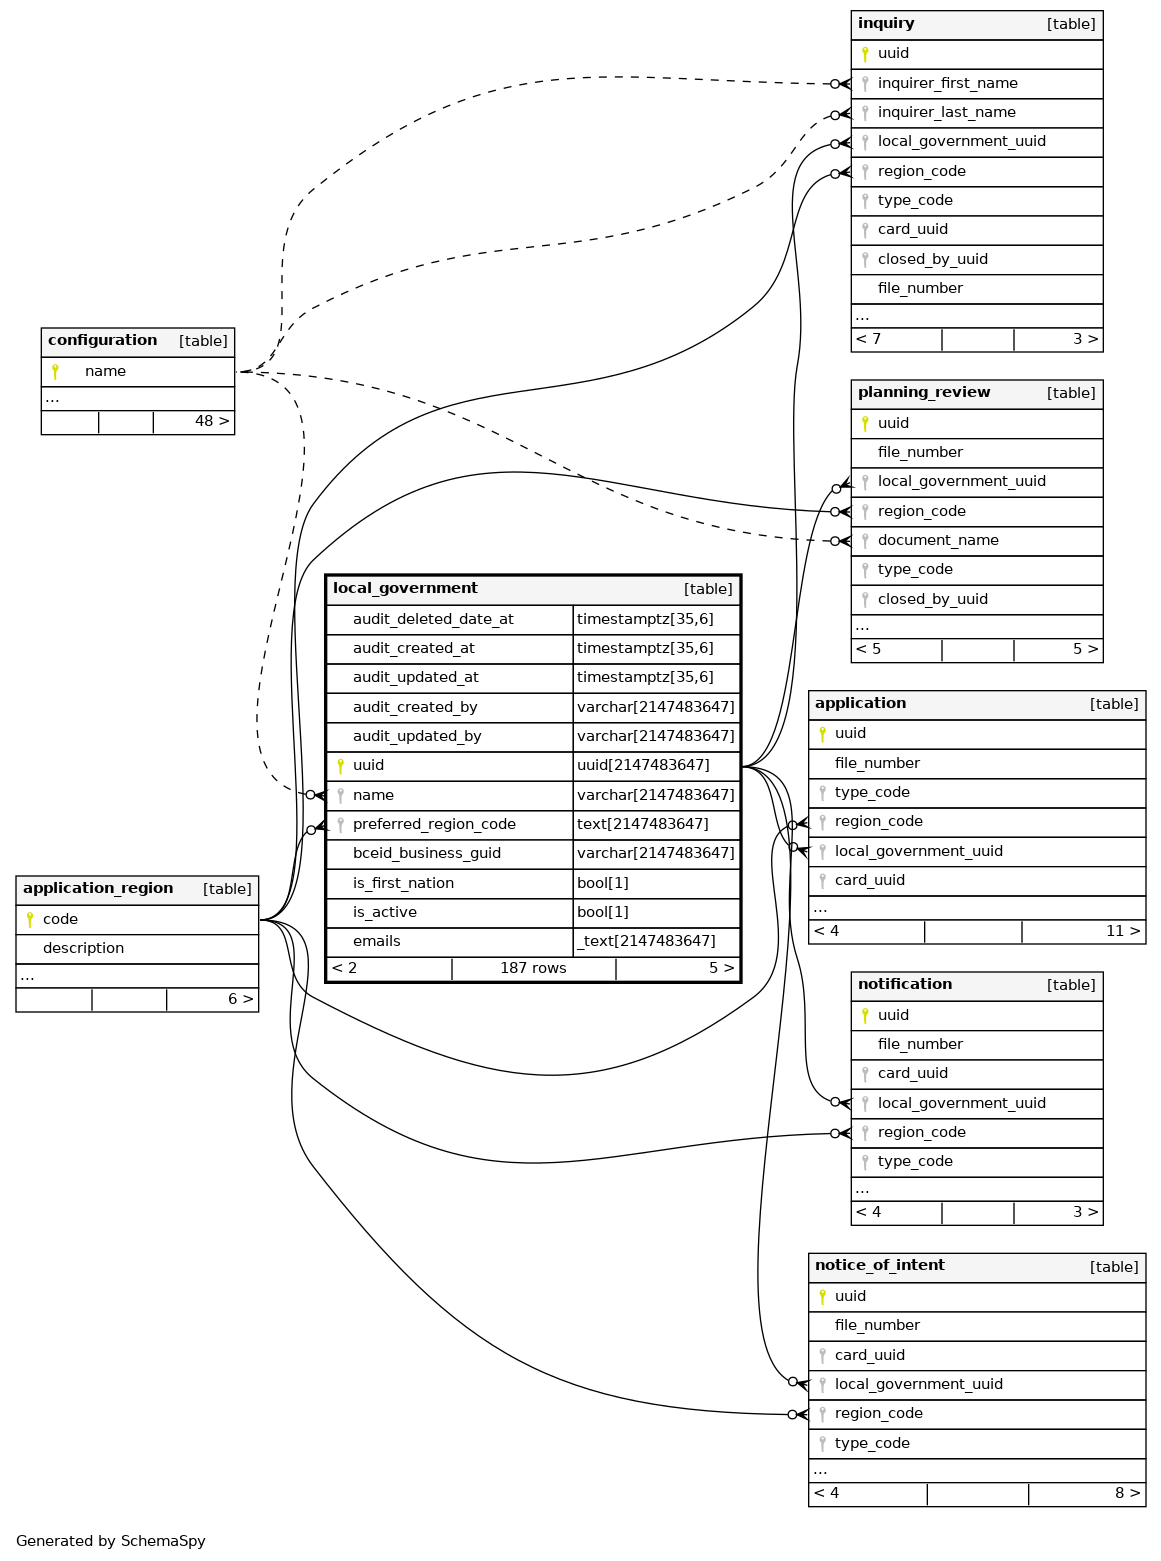 inquiry [table]
uuid
inquirer_first_name
inquirer_last_name
local_government_uuid
region_code
type_code
card_uuid
closed_by_uuid
file_number
...
< 7 3 >
configuration [table]
name
...
48 >
planning_review [table]
uuid
file_number
local_government_uuid
region_code
document_name
type_code
closed_by_uuid
...
< 5 5 >
local_government [table]
audit_deleted_date_at timestamptz[35,6]
audit_created_at timestamptz[35,6]
audit_updated_at timestamptz[35,6]
audit_created_by varchar[2147483647]
audit_updated_by varchar[2147483647]
uuid uuid[2147483647]
name varchar[2147483647]
preferred_region_code text[2147483647]
bceid_business_guid varchar[2147483647]
is_first_nation bool[1]
is_active bool[1]
emails _text[2147483647]
< 2 187 rows 5 >
application [table]
uuid
file_number
type_code
region_code
local_government_uuid
card_uuid
...
< 4 11 >
application_region [table]
code
description
...
6 >
notification [table]
uuid
file_number
card_uuid
local_government_uuid
region_code
type_code
...
< 4 3 >
notice_of_intent [table]
uuid
file_number
card_uuid
local_government_uuid
region_code
type_code
...
< 4 8 >
Generated by SchemaSpy